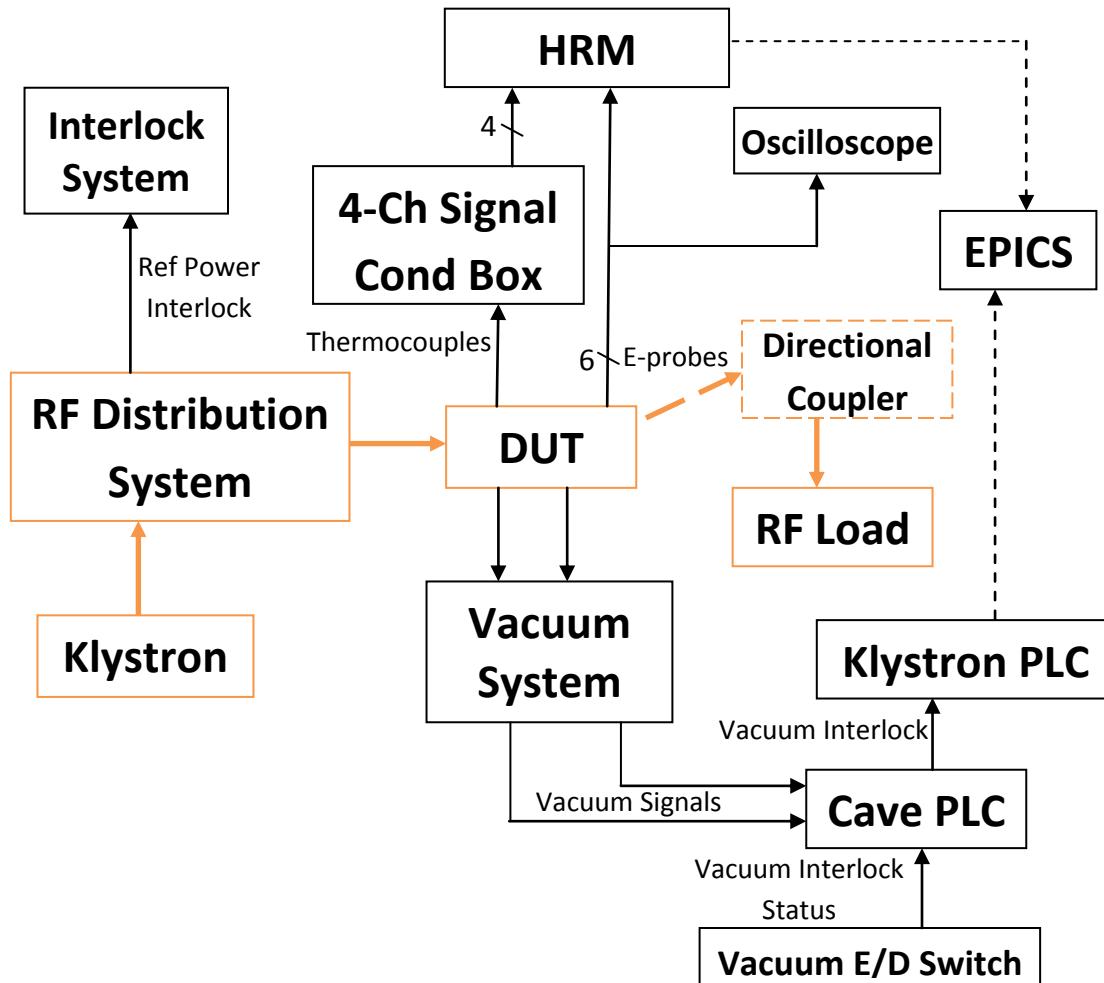 HRM
Interlock
System
4
Oscilloscope
4-Ch Signal
Cond Box
EPICS
Ref Power
Interlock
Thermocouples
6
E-probes
Directional
Coupler
RF Distribution
System
DUT
RF Load
Klystron
Vacuum
System
Klystron PLC
Vacuum Interlock
Vacuum Signals
Cave PLC
Vacuum Interlock
Status
Vacuum E/D Switch